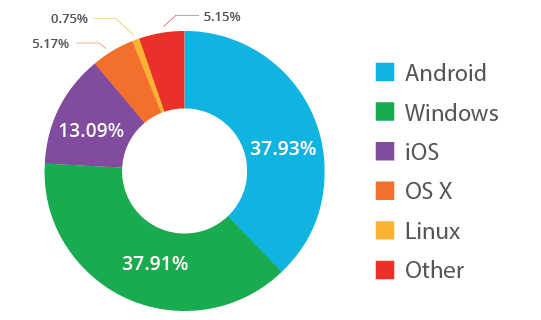 0.75%
5.15%
5.17%
13.09%
37.93%
37.91%
Android
Windows
iOS
OS X
Linux
Other